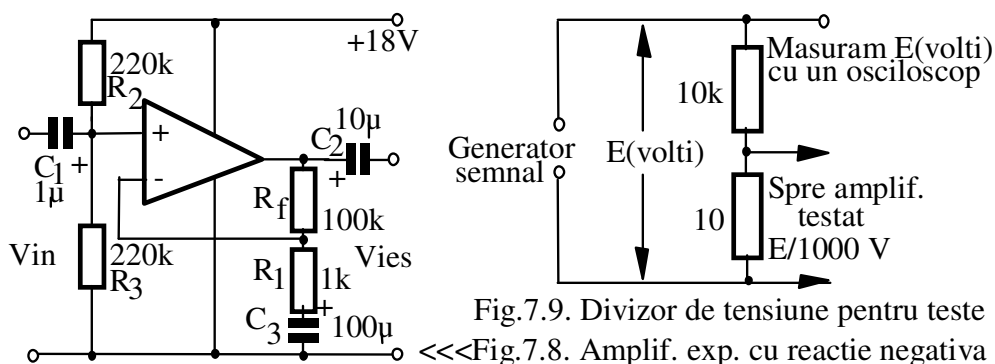 +18V
220k
R2
+
-
C1 +
1µ
10µ
C2
+
Rf
100k
Vin
220k
R3
R1
1k
+
C3
100µ
Vies
Generator
semnal
E(volti)
Masuram E(volti)
cu un osciloscop
10k
10
Spre amplif.
testat
E/1000 V
Fig.7.9. Divizor de tensiune pentru teste
<<<Fig.7.8. Amplif. exp. cu reactie negativa